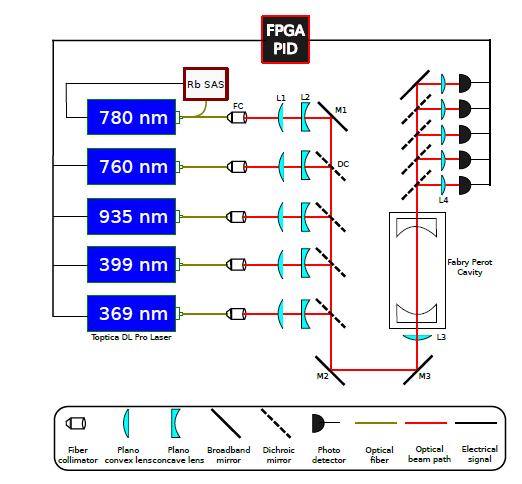 FPGA
PID
Rb SAS
780 nm
FC
L1
L2
M1
760 nm
DC
935 nm
399 nm
369 nm
Toptica DL Pro Laser
L4
Fabry Perot
Cavity
L3
M2
M3
Fiber
collimator
Plano
convex lens
Plano
concave lens
Broadband
mirror
Dichroic
mirror
Photo
detector
Optical
fiber
Optical
beam path
Electrical
signal